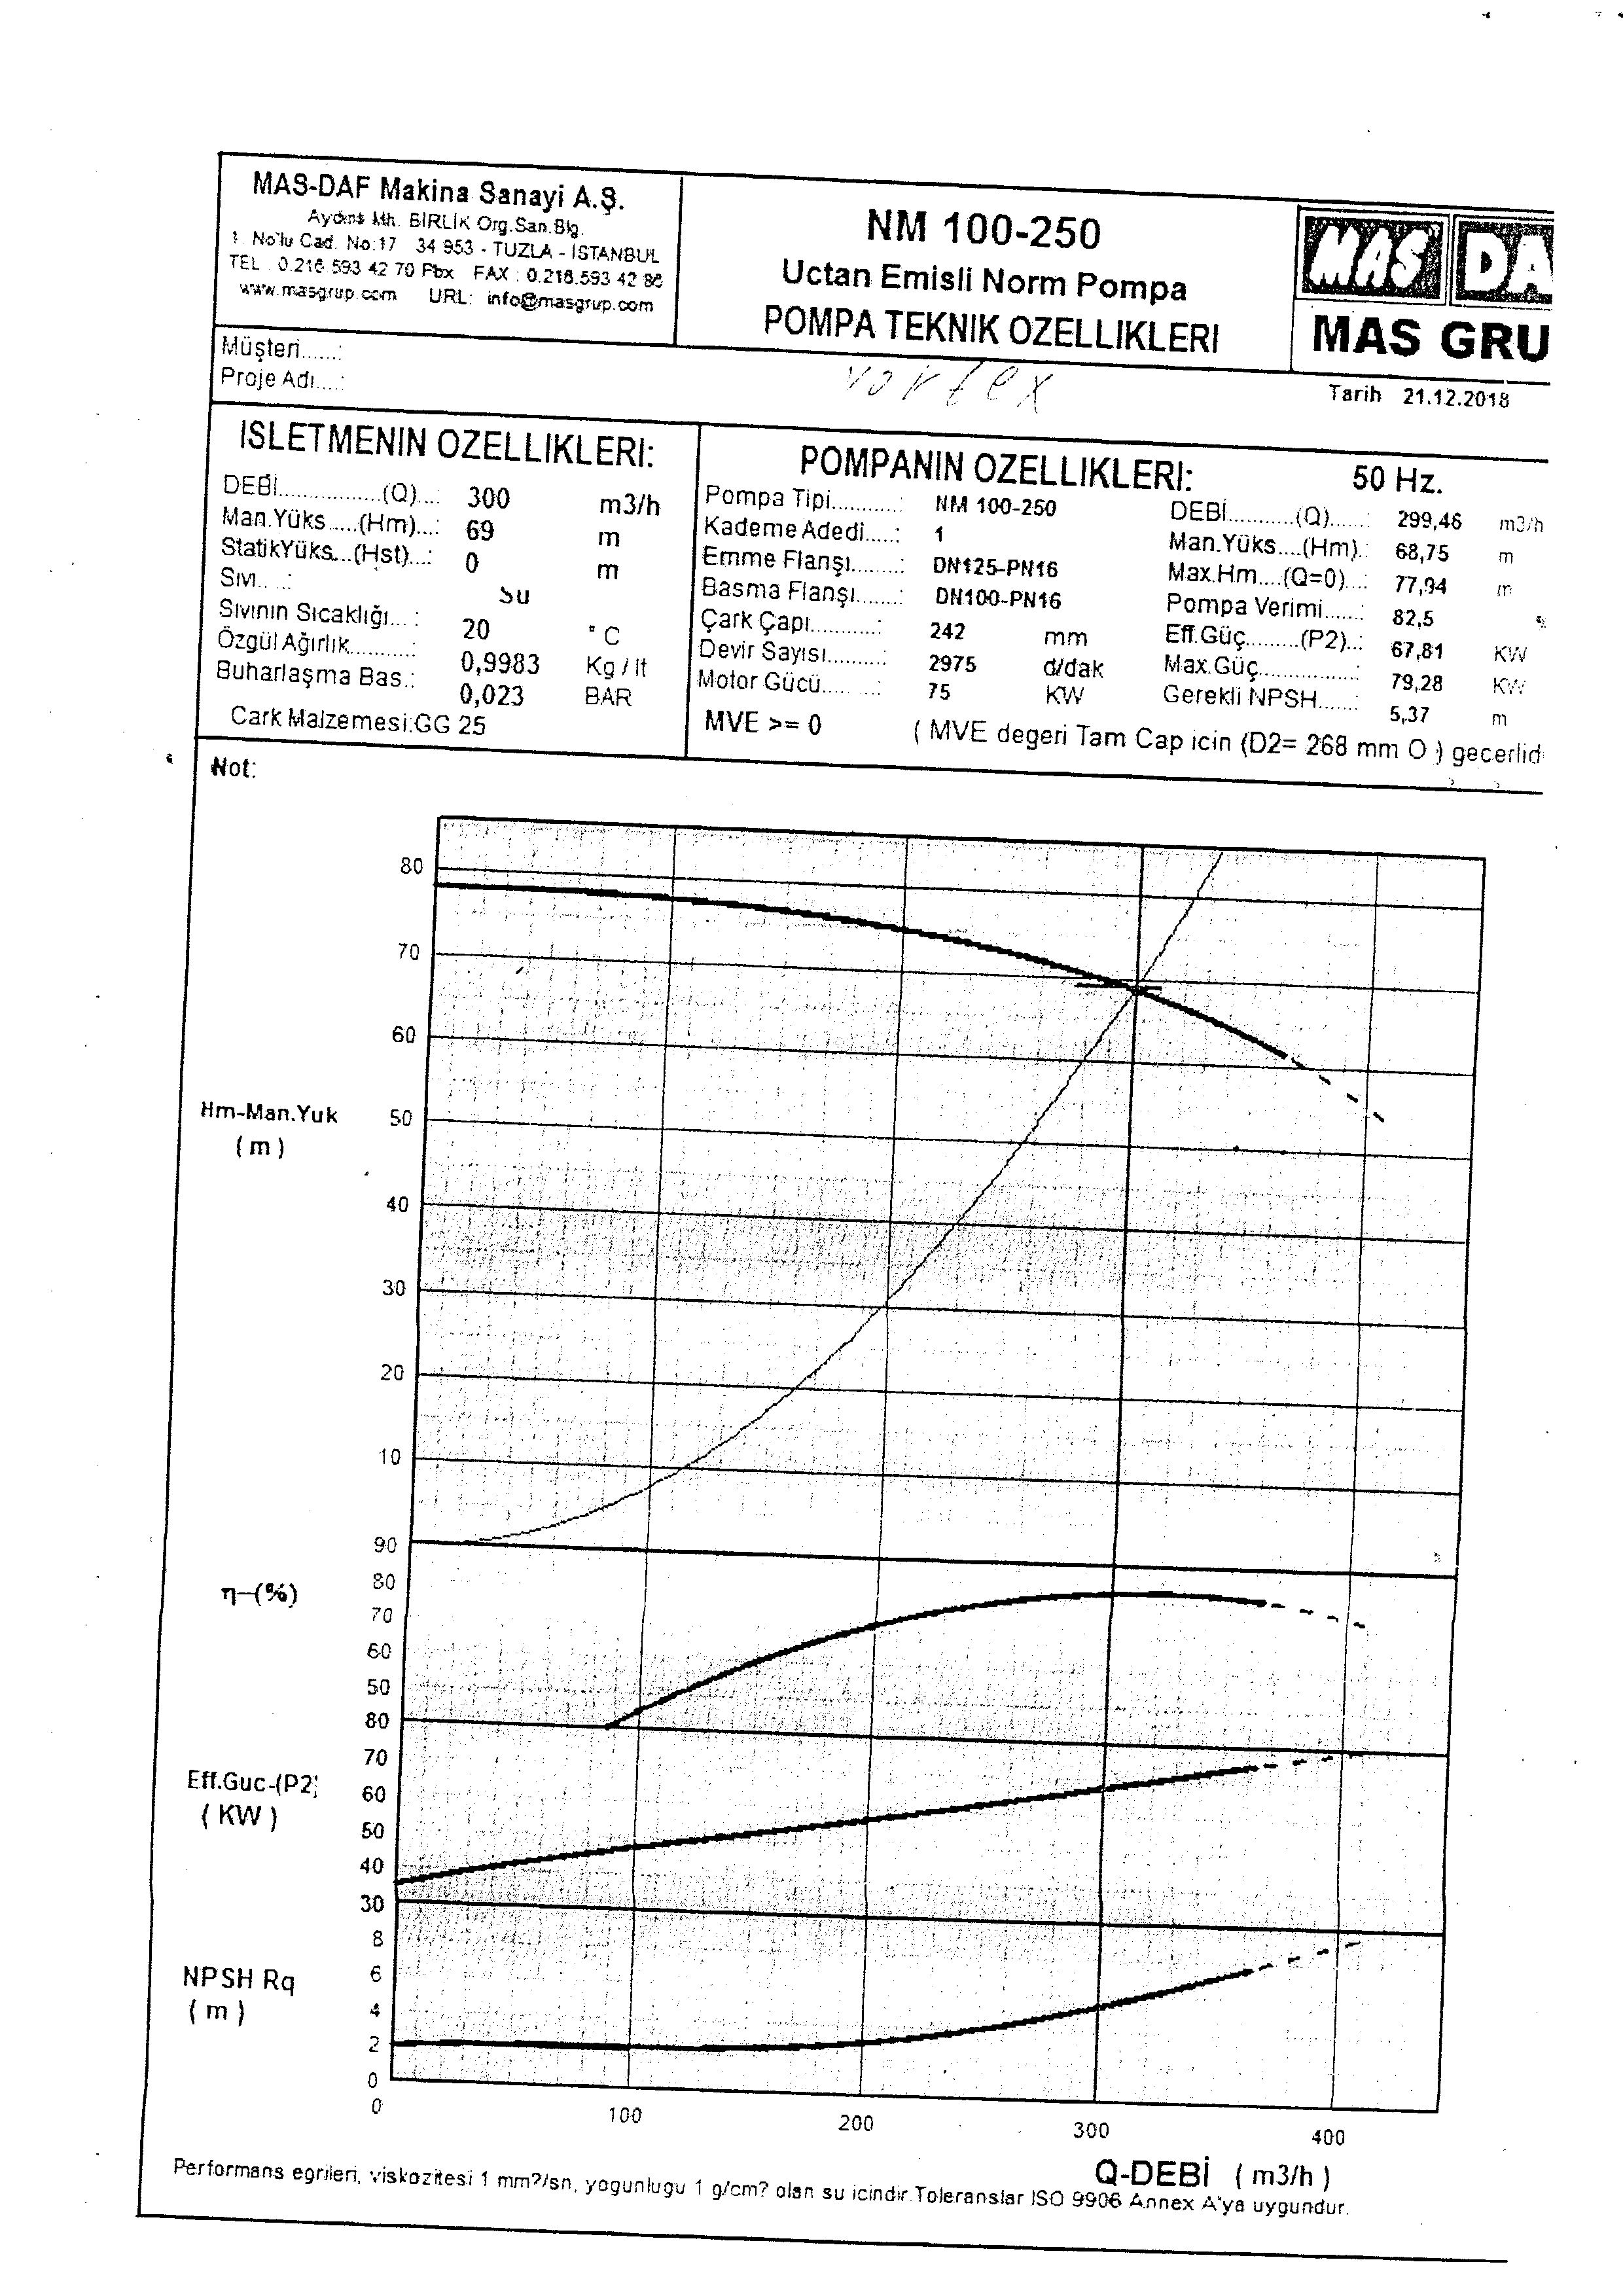 MAS-DAF Makina Sanayi A.Ş.
Aydınlı Mh. BİRLİK Org.San.Blg.
1. No'lu Cad. No:17 34 953 - TUZLA - İSTANBUL
TEL : 0.216.593 42 70 Pbx FAX : 0.216.593 42 86
www.masgrup.com URL: info@masgrup.com
NM 100-250
Uctan Emisli Norm Pompa
POMPA TEKNIK OZELLIKLERI
MAS DA
MAS GRU
Müşteri......:
Proje Adı....:
vortex
Tarih 21.12.2018
ISLETMENIN OZELLIKLERI:
DEBİ................(Q)...: 300 m3/h
Man.Yüks.....(Hm)...: 69 m
StatikYüks...(Hst)...: 0 m
Sıvı.. ..: Su
Sıvının Sıcaklığı... : 20 °C
Özgül Ağırlık..........: 0,9983 Kg / lt
Buharlaşma Bas.: 0,023 BAR
Cark Malzemesi:GG 25
POMPANIN OZELLIKLERI: 50 Hz.
Pompa Tipi...........: NM 100-250
Kademe Adedi.....: 1
Emme Flanşı........: DN125-PN16
Basma Flanşı.......: DN100-PN16
Çark Çapı...........: 242 mm
Devir Sayısı.........: 2975 d/dak
Motor Gücü..... ...: 75 KW
MVE >= 0 ( MVE degeri Tam Cap icin (D2= 268 mm O ) gecerlid
DEBİ...........(Q)......: 299,46 m3/h
Man.Yüks....(Hm).: 68,75 m
Max.Hm....(Q=0)...: 77,94 m
Pompa Verimi......: 82,5 %
Eff.Güç.........(P2)..: 67,81 KW
Max.Güç................: 79,28 KW
Gerekli NPSH......: 5,37 m
Not:
80
70
60
Hm-Man.Yuk
( m )
50
40
30
20
10
90
η-(%)
80
70
60
50
80
70
Eff.Guc-(P2)
( KW )
60
50
40
30
8
NPSH Rq
( m )
6
4
2
0
0 100 200 300 400
Q-DEBİ ( m3/h )
Performans egrileri, viskozitesi 1 mm?/sn, yogunlugu 1 g/cm? olan su icindir.Toleranslar ISO 9906 Annex A'ya uygundur.